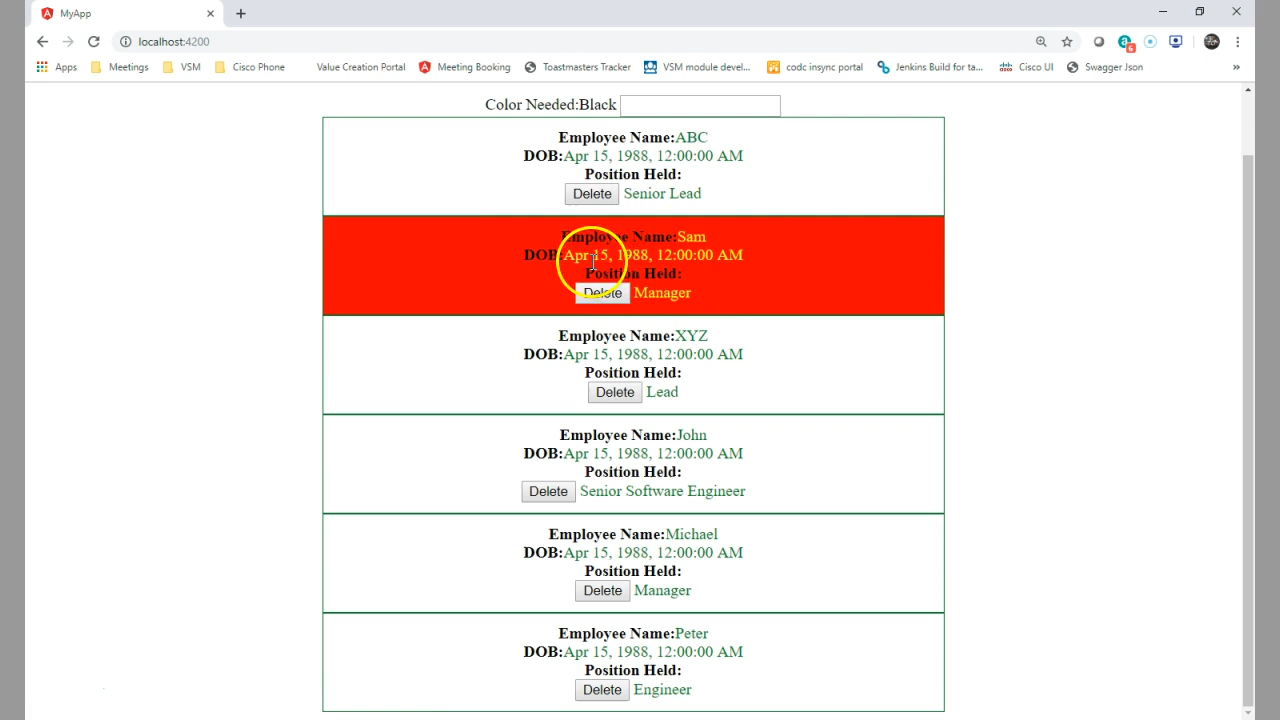 MyApp
localhost:4200
Apps Meetings VSM Cisco Phone Value Creation Portal Meeting Booking Toastmasters Tracker VSM module devel... codc insync portal Jenkins Build for ta... Cisco UI Swagger Json »
Color Needed:Black
Employee Name:ABC
DOB:Apr 15, 1988, 12:00:00 AM
Position Held:
Delete Senior Lead
Employee Name:Sam
DOB:Apr 15, 1988, 12:00:00 AM
Position Held:
Delete Manager
Employee Name:XYZ
DOB:Apr 15, 1988, 12:00:00 AM
Position Held:
Delete Lead
Employee Name:John
DOB:Apr 15, 1988, 12:00:00 AM
Position Held:
Delete Senior Software Engineer
Employee Name:Michael
DOB:Apr 15, 1988, 12:00:00 AM
Position Held:
Delete Manager
Employee Name:Peter
DOB:Apr 15, 1988, 12:00:00 AM
Position Held:
Delete Engineer